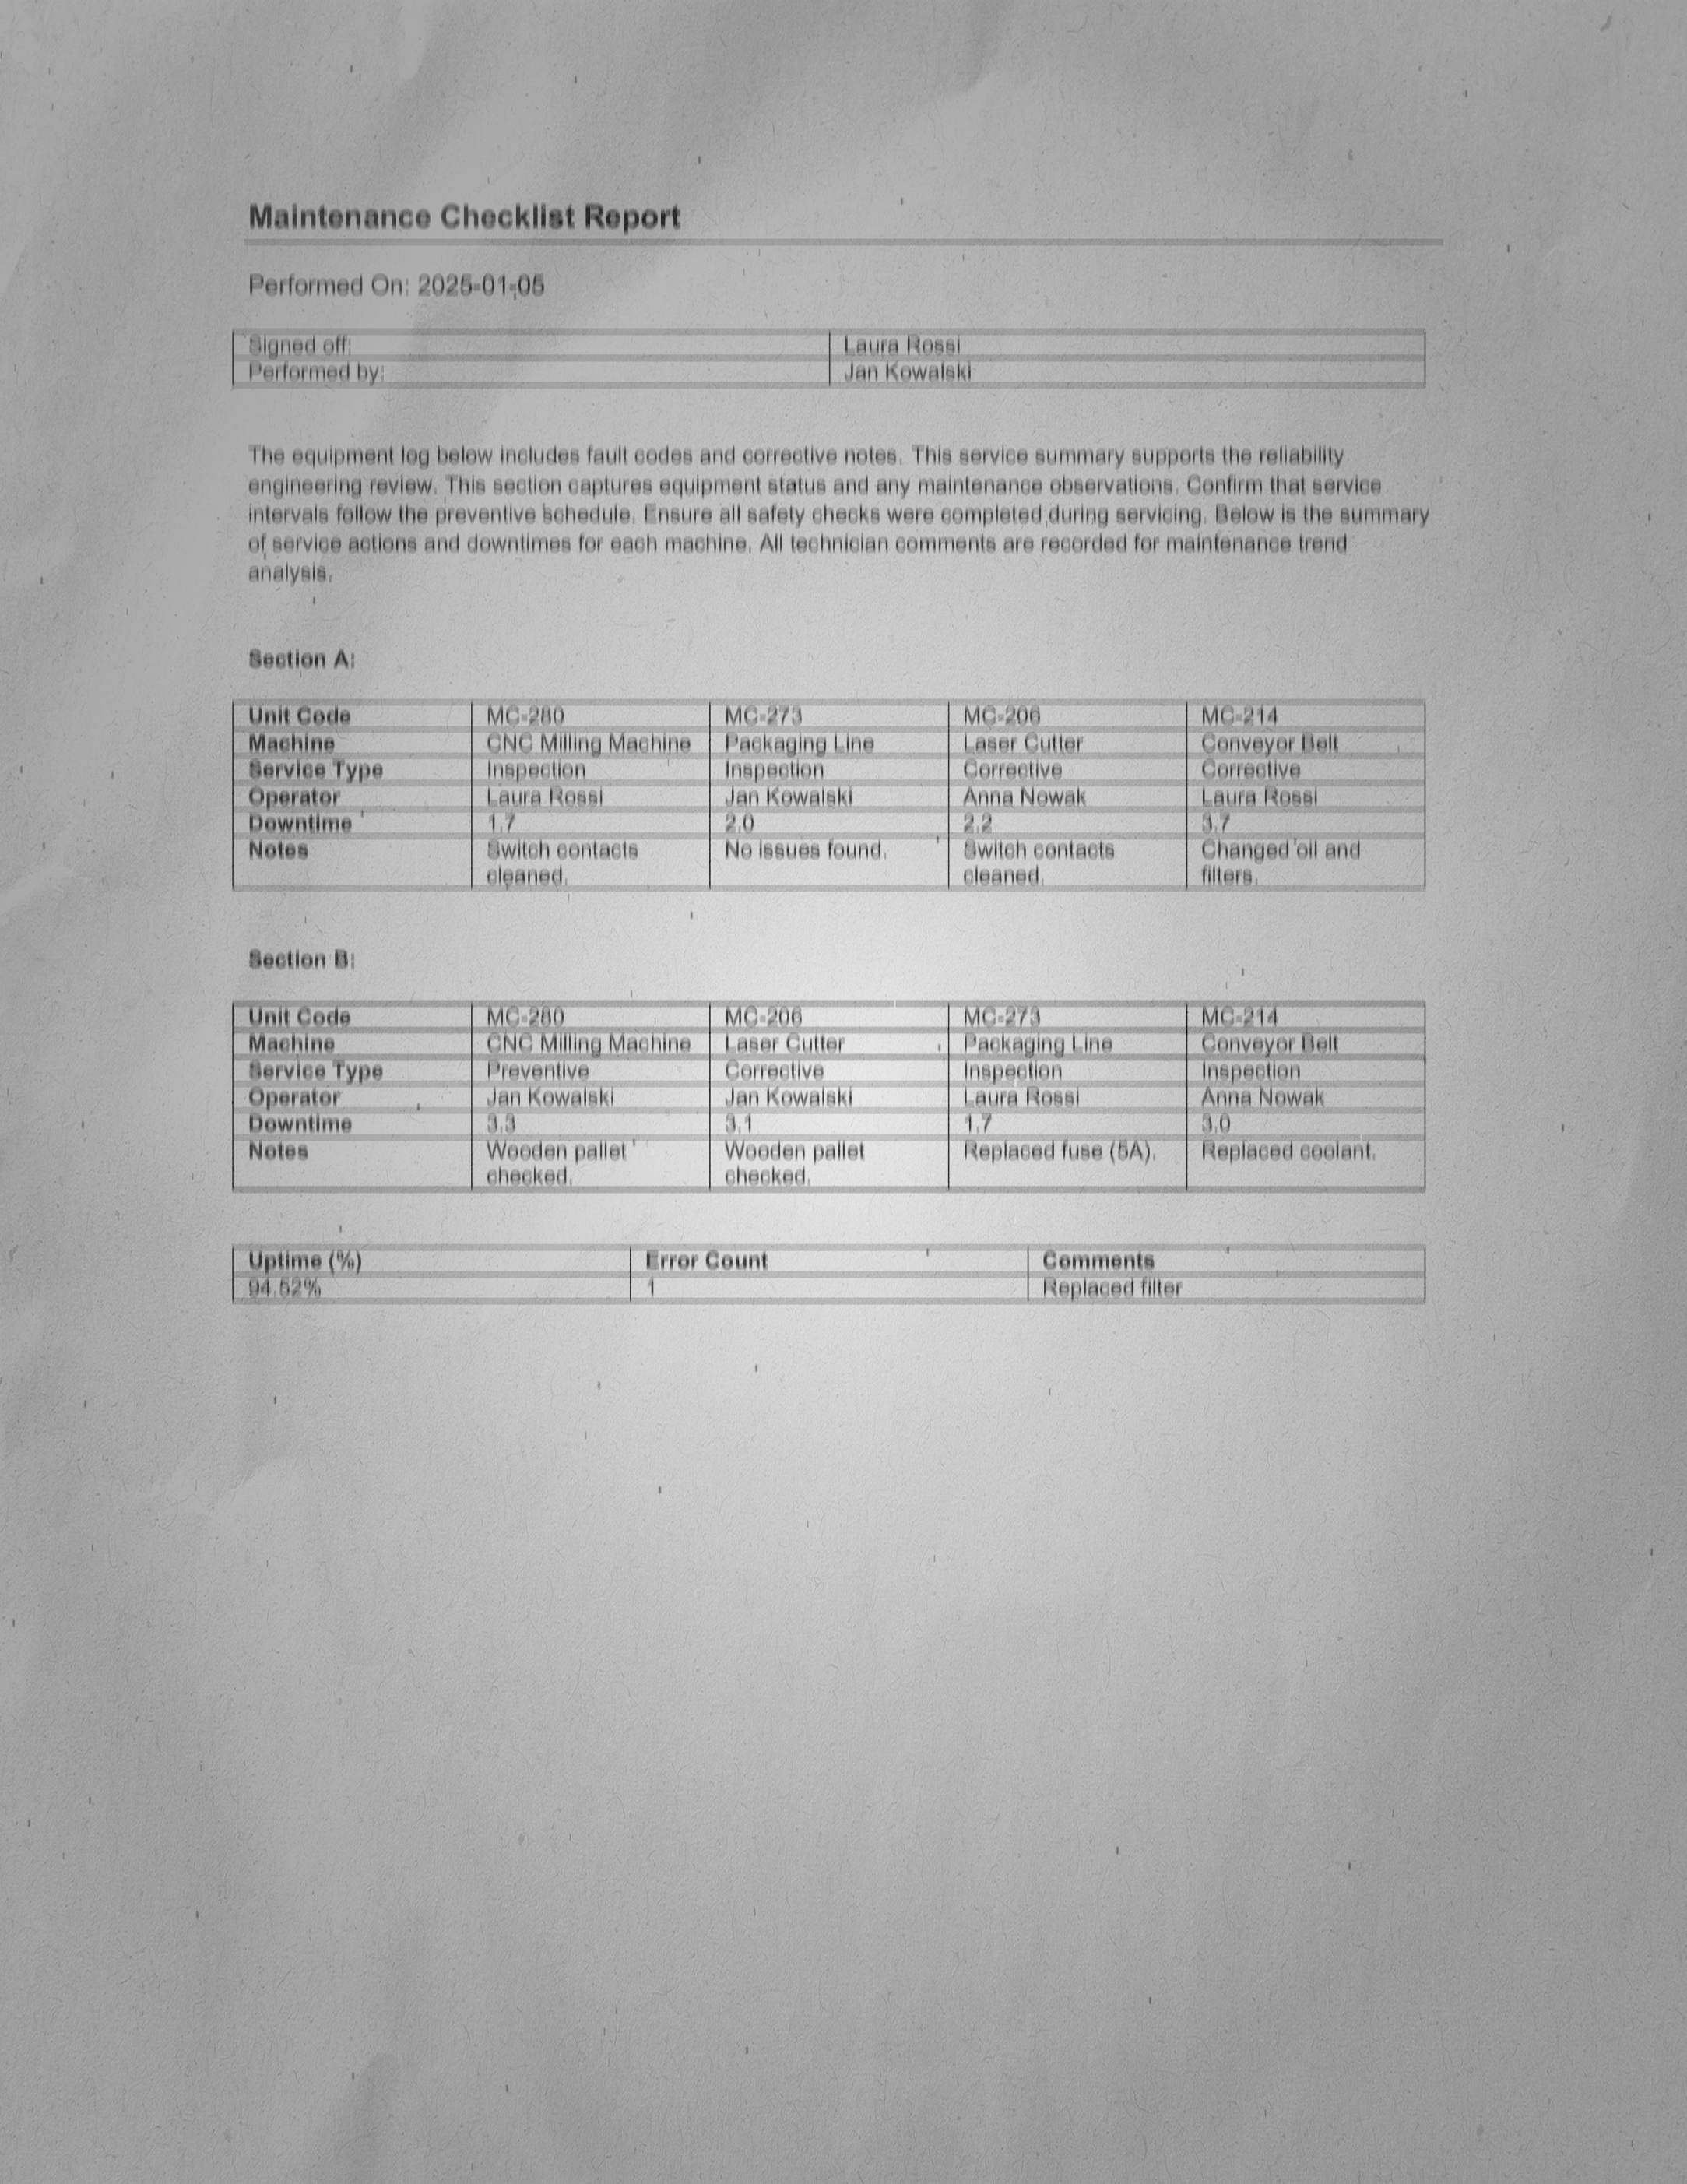 Maintenance Checklist Report
Performed On: 2025-01-05
Signed off: Laura Rossi
Performed by: Jan Kowalski
The equipment log below includes fault codes and corrective notes. This service summary supports the reliability
engineering review. This section captures equipment status and any maintenance observations. Confirm that service
intervals follow the preventive schedule. Ensure all safety checks were completed during servicing. Below is the summary
of service actions and downtimes for each machine. All technician comments are recorded for maintenance trend
analysis.
Section A:
Unit Code MC-280 MC-273 MC-206 MC-214
Machine CNC Milling Machine Packaging Line Laser Cutter Conveyor Belt
Service Type Inspection Inspection Corrective Corrective
Operator Laura Rossi Jan Kowalski Anna Nowak Laura Rossi
Downtime 1.7 2.0 2.2 3.7
Notes Switch contacts No issues found. Switch contacts Changed oil and
cleaned. cleaned. filters.
Section B:
Unit Code MC-280 MC-206 MC-273 MC-214
Machine CNC Milling Machine Laser Cutter Packaging Line Conveyor Belt
Service Type Preventive Corrective Inspection Inspection
Operator Jan Kowalski Jan Kowalski Laura Rossi Anna Nowak
Downtime 3.3 3.1 1.7 3.0
Notes Wooden pallet Wooden pallet Replaced fuse (5A). Replaced coolant.
checked. checked.
Uptime (%) Error Count Comments
94.52% 1 Replaced filter